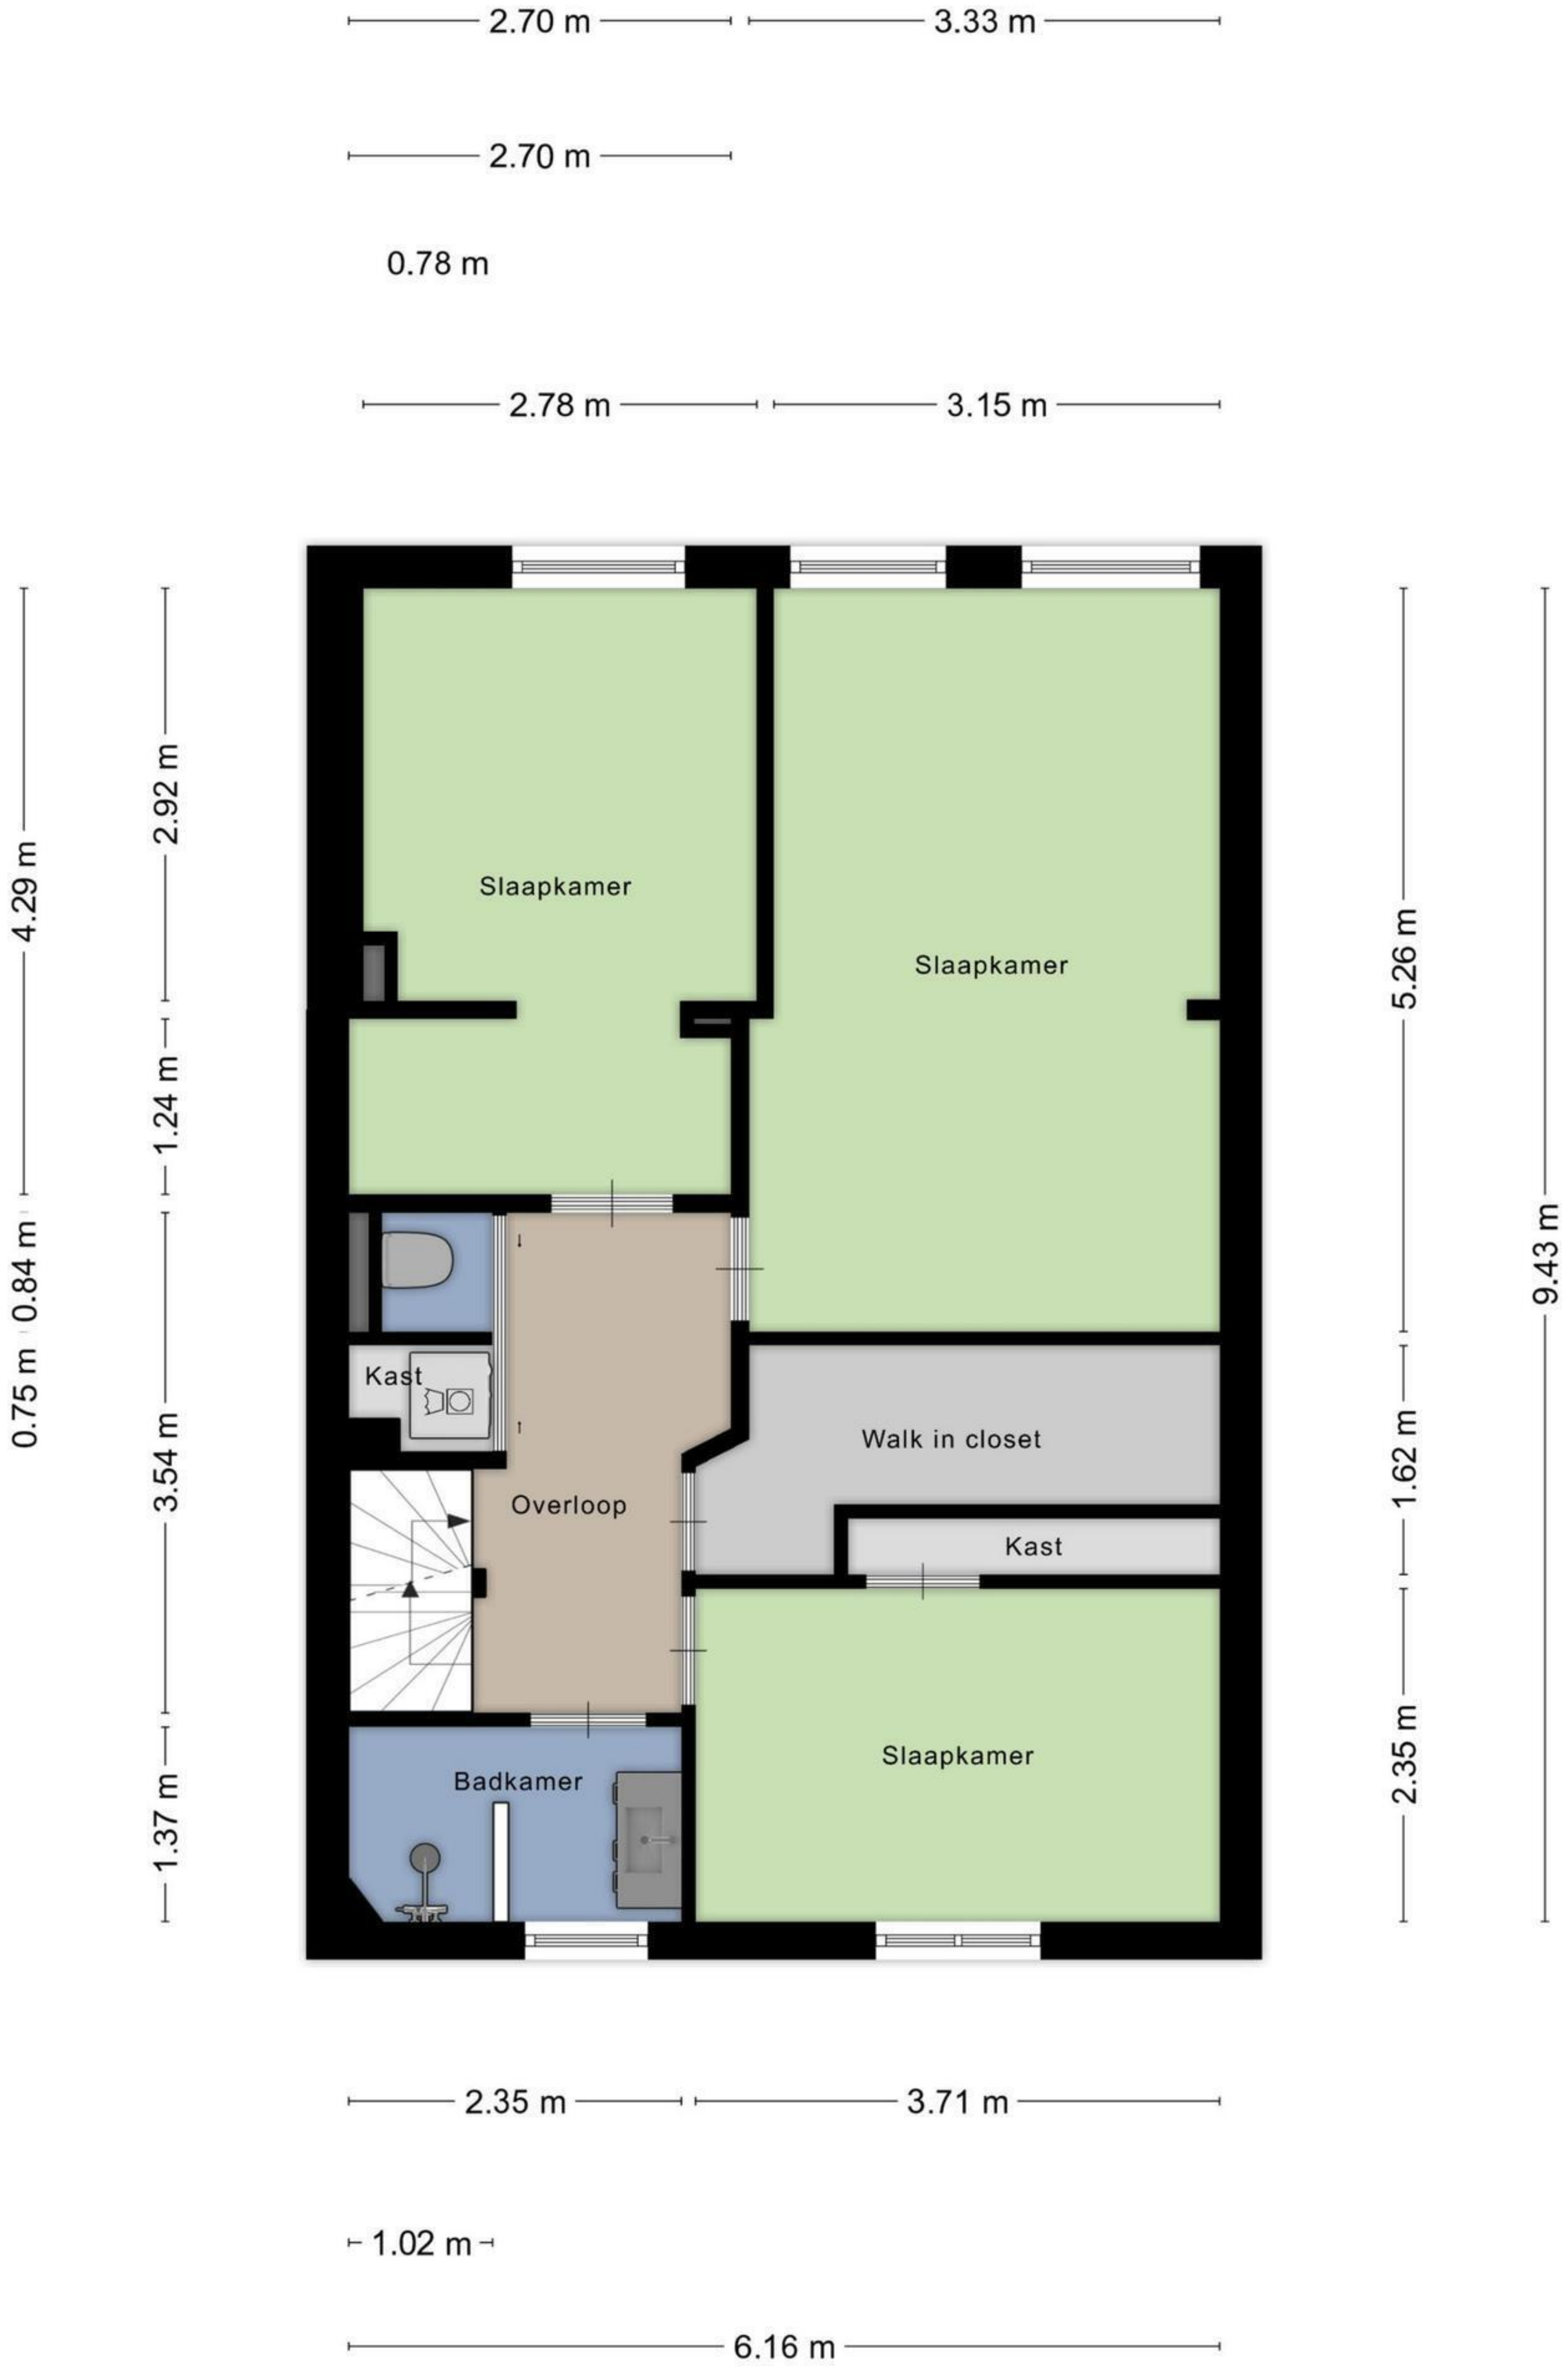 2.70 m
3.33 m
2.70 m
0.78 m
2.78 m
3.15 m
4.29 m
2.92 m
Slaapkamer
Slaapkamer
5.26 m
1.24 m
0.84 m
9.43 m
0.75 m
Kast
3.54 m
Walk in closet
1.62 m
Overloop
Kast
Slaapkamer
2.35 m
Badkamer
1.37 m
2.35 m
3.71 m
1.02 m
6.16 m